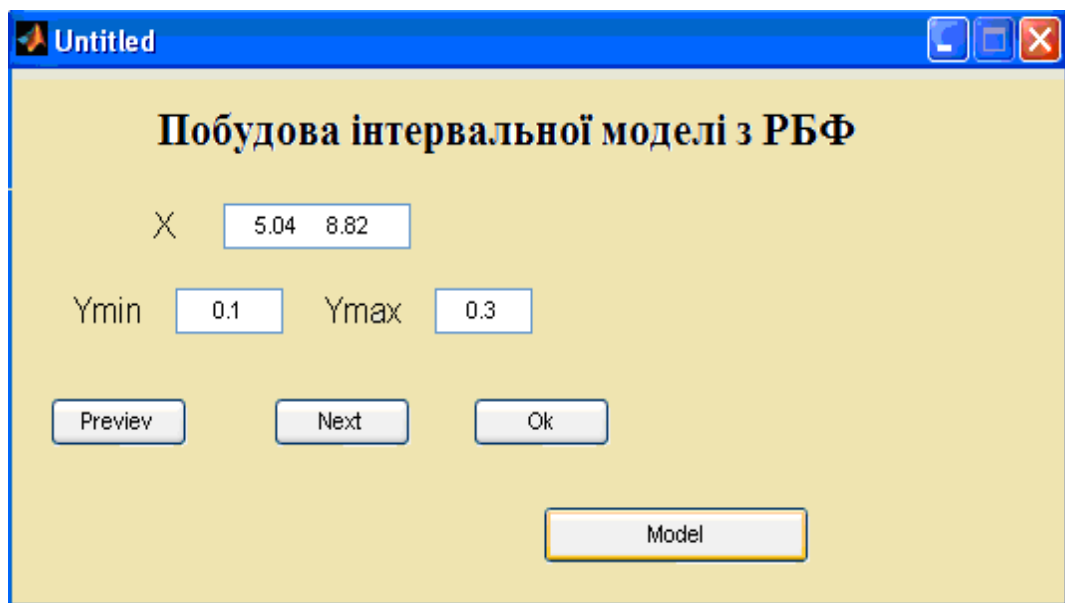 Untitled
Побудова інтервальної моделі з РБФ
X 5.04 8.82
Ymin 0.1 Ymax 0.3
Previev Next Ok
Model